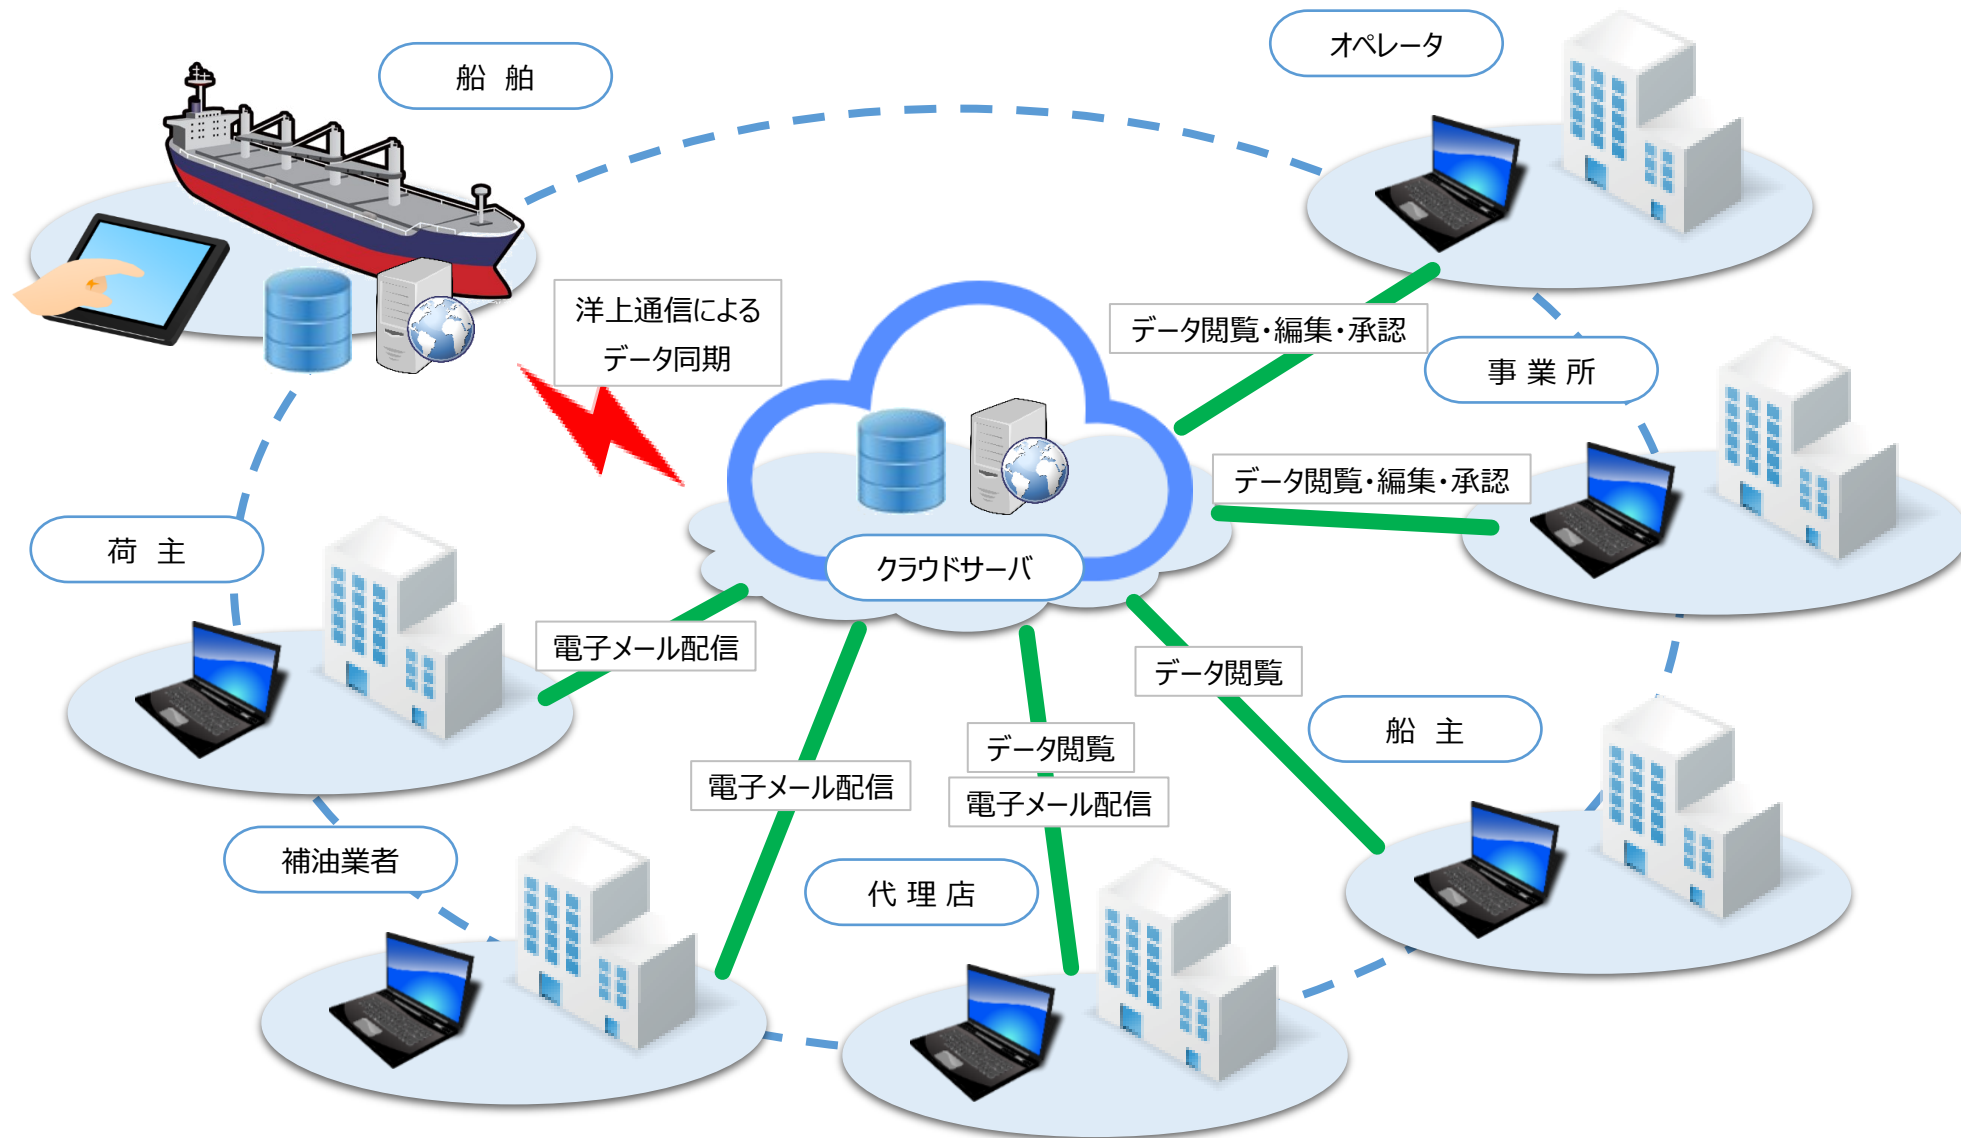 オペレータ
船 舶
洋上通信による
データ同期
データ閲覧・編集・承認
事 業 所
データ閲覧・編集・承認
荷 主
クラウドサーバ
電子メール配信
データ閲覧
船 主
データ閲覧
電子メール配信
電子メール配信
補油業者
代 理 店